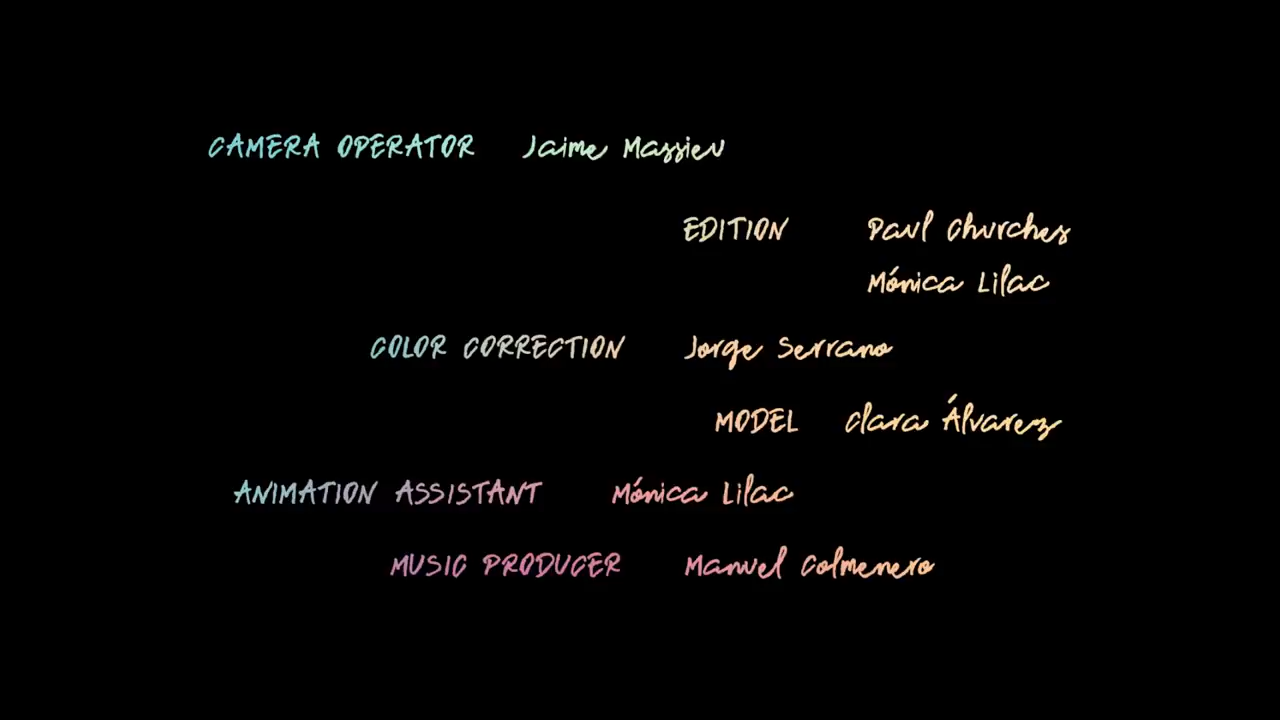 CAMERA OPERATOR Jaime Massieu
EDITION Paul Churches
Mónica Lilac
COLOR CORRECTION Jorge Serrano
MODEL Clara Álvarez
ANIMATION ASSISTANT Mónica Lilac
MUSIC PRODUCER Manuel Colmenero